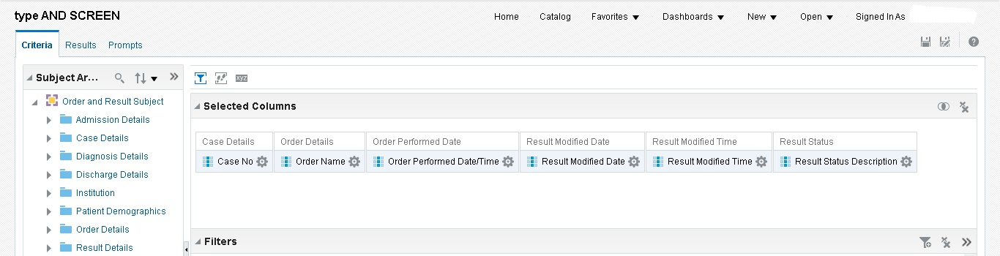 type AND SCREEN
Home Catalog Favorites Dashboards New Open Signed In As
Criteria Results Prompts
Subject Ar...
xyz
Order and Result Subject
Admission Details
Case Details
Diagnosis Details
Discharge Details
Institution
Patient Demographics
Order Details
Result Details
Selected Columns
Case Details Order Details Order Performed Date Result Modified Date Result Modified Time Result Status
Case No Order Name Order Performed Date/Time Result Modified Date Result Modified Time Result Status Description
Filters